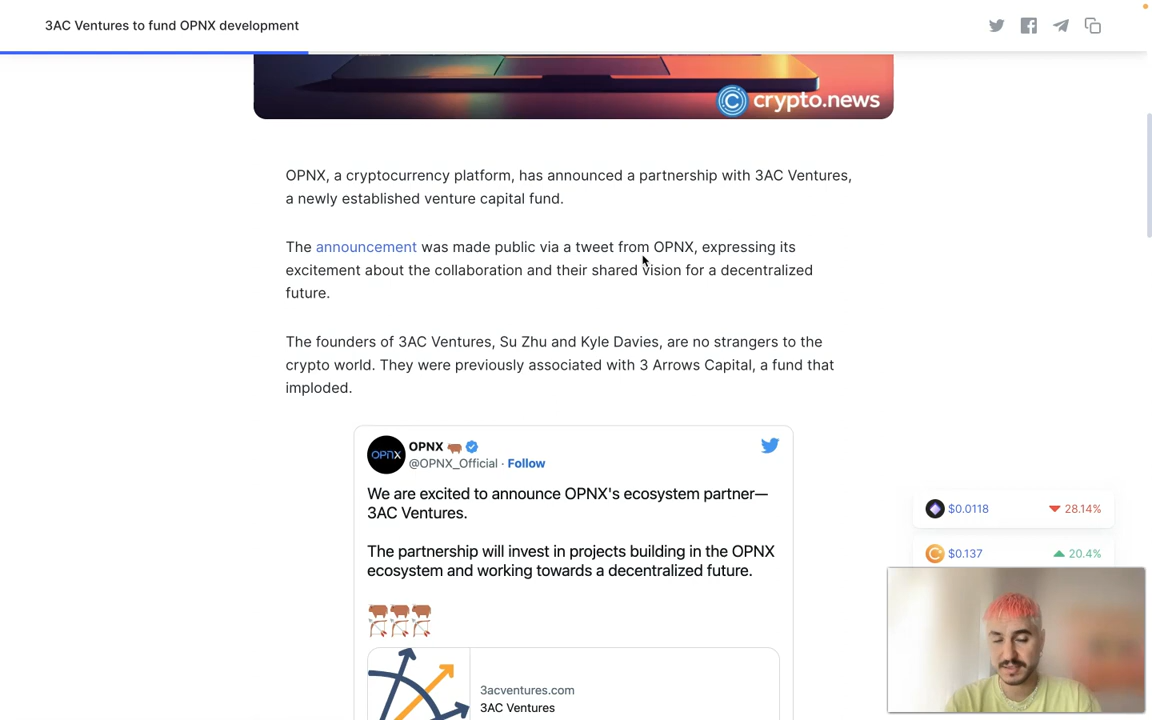 3AC Ventures to fund OPNX development
crypto.news
OPNX, a cryptocurrency platform, has announced a partnership with 3AC Ventures,
a newly established venture capital fund.
The announcement was made public via a tweet from OPNX, expressing its
excitement about the collaboration and their shared vision for a decentralized
future.
The founders of 3AC Ventures, Su Zhu and Kyle Davies, are no strangers to the
crypto world. They were previously associated with 3 Arrows Capital, a fund that
imploded.
OPNX
OPNX
@OPNX_Official · Follow
We are excited to announce OPNX's ecosystem partner—
3AC Ventures.
The partnership will invest in projects building in the OPNX
ecosystem and working towards a decentralized future.
3acventures.com
3AC Ventures
$0.0118 28.14%
$0.137 20.4%